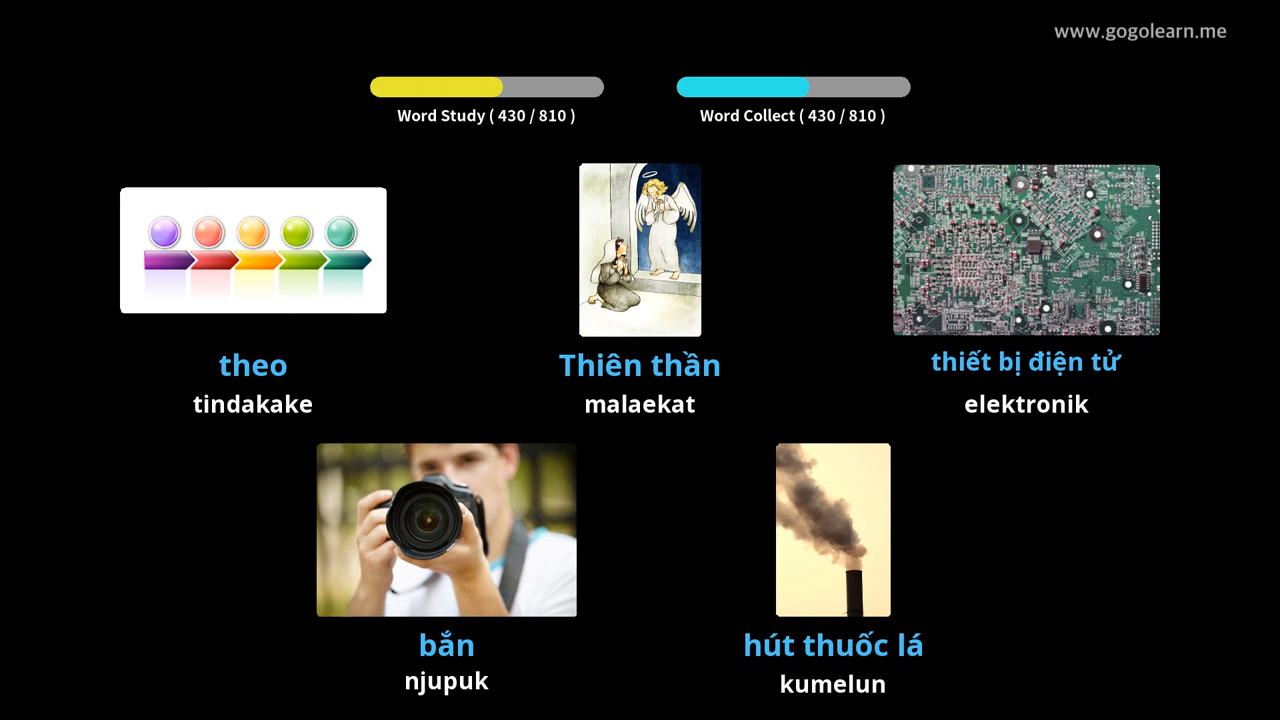 www.gogolearn.me
Word Study ( 430 / 810 )
Word Collect ( 430 / 810 )
theo
tindakake
Thiên thần
malaekat
thiết bị điện tử
elektronik
bắn
njupuk
hút thuốc lá
kumelun